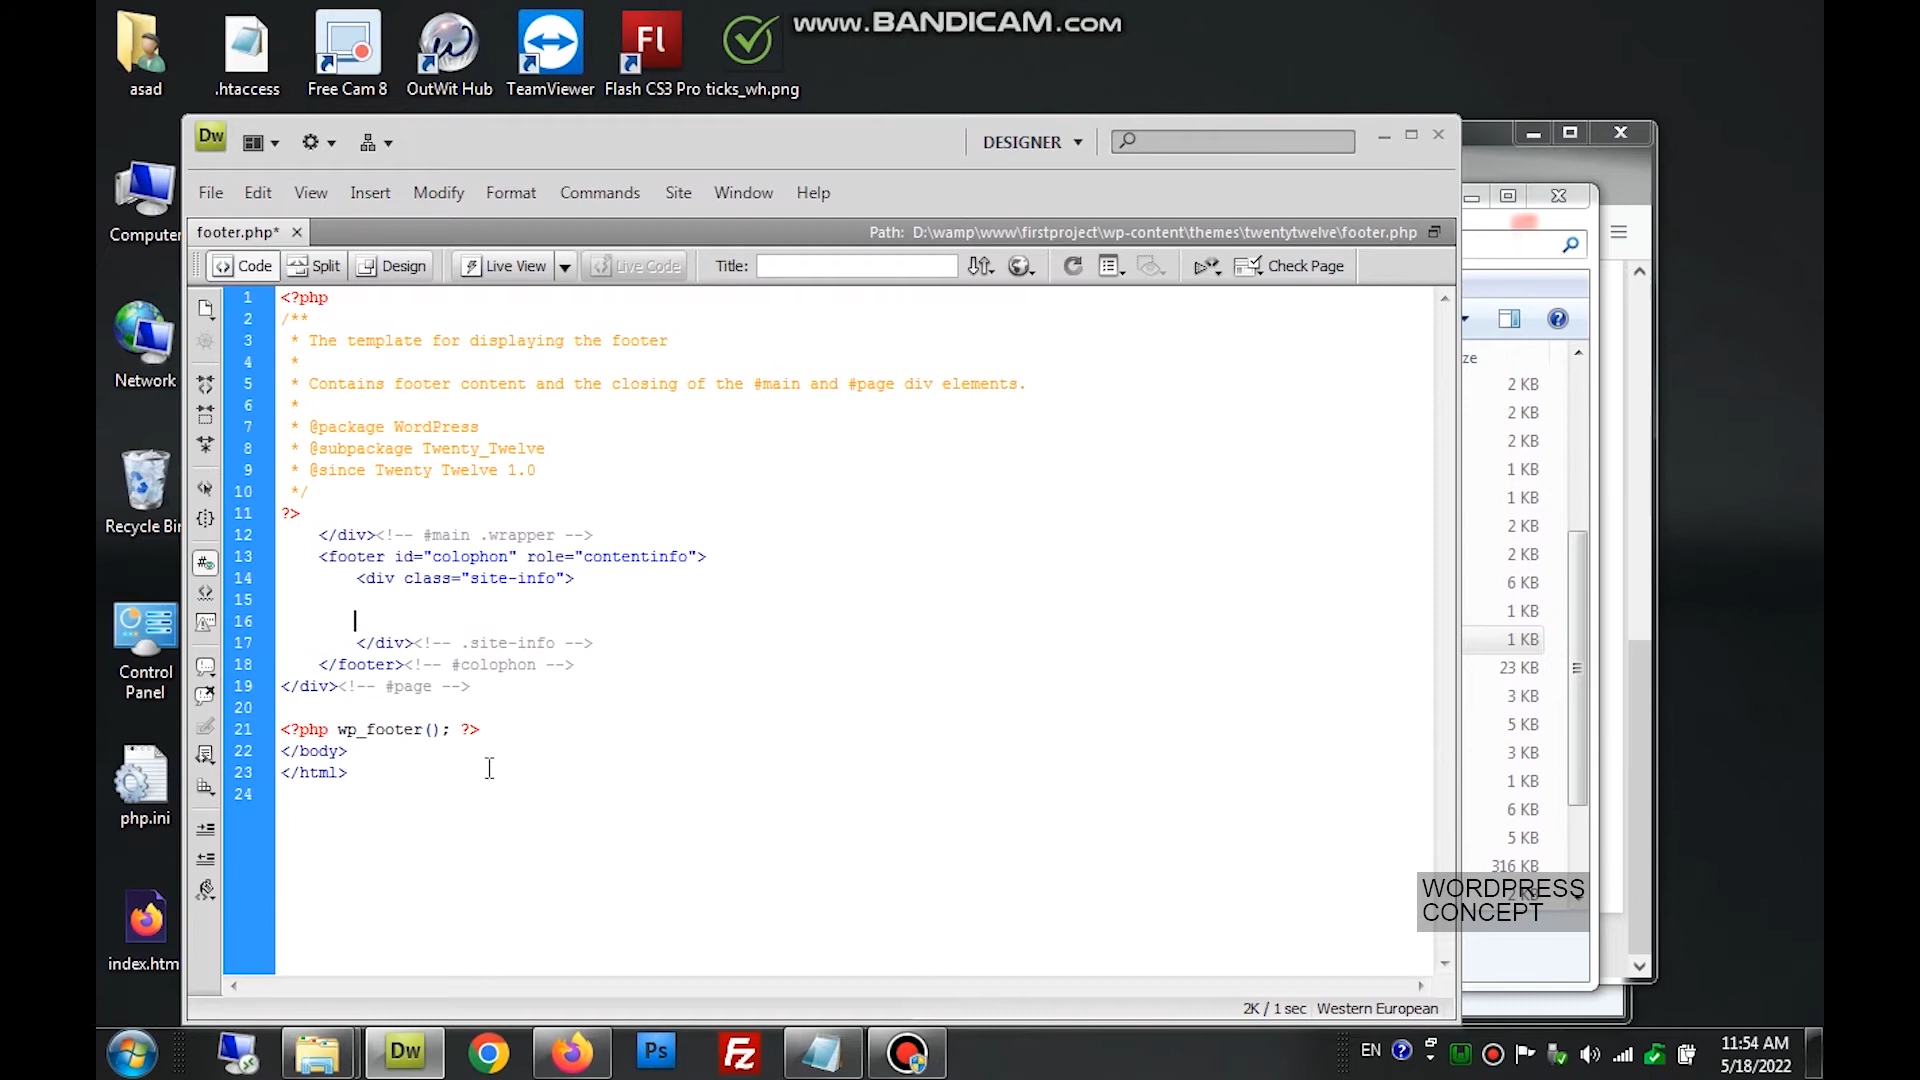 www.BANDICAM.com
asad
.htaccess
Free Cam 8
OutWit Hub
TeamViewer
Flash CS3 Pro
ticks_wh.png
Fl
Computer
Network
Recycle Bin
Control
Panel
php.ini
index.htm
Dw
DESIGNER
File Edit View Insert Modify Format Commands Site Window Help
footer.php*
Path: D:\wamp\www\firstproject\wp-content\themes\twentytwelve\footer.php
Code Split Design Live View Live Code Title: Check Page
1 <?php
2 /**
3 * The template for displaying the footer
4 *
5 * Contains footer content and the closing of the #main and #page div elements.
6 *
7 * @package WordPress
8 * @subpackage Twenty_Twelve
9 * @since Twenty Twelve 1.0
10 */
11 ?>
12 </div><!-- #main .wrapper -->
13 <footer id="colophon" role="contentinfo">
14 <div class="site-info">
15
16
17 </div><!-- .site-info -->
18 </footer><!-- #colophon -->
19 </div><!-- #page -->
20
21 <?php wp_footer(); ?>
22 </body>
23 </html>
24
2K / 1 sec Western European
ze
2 KB
2 KB
2 KB
1 KB
1 KB
2 KB
2 KB
6 KB
1 KB
1 KB
23 KB
3 KB
5 KB
3 KB
1 KB
6 KB
5 KB
316 KB
WORDPRESS
CONCEPT
Dw
Ps
Fz
EN
11:54 AM
5/18/2022